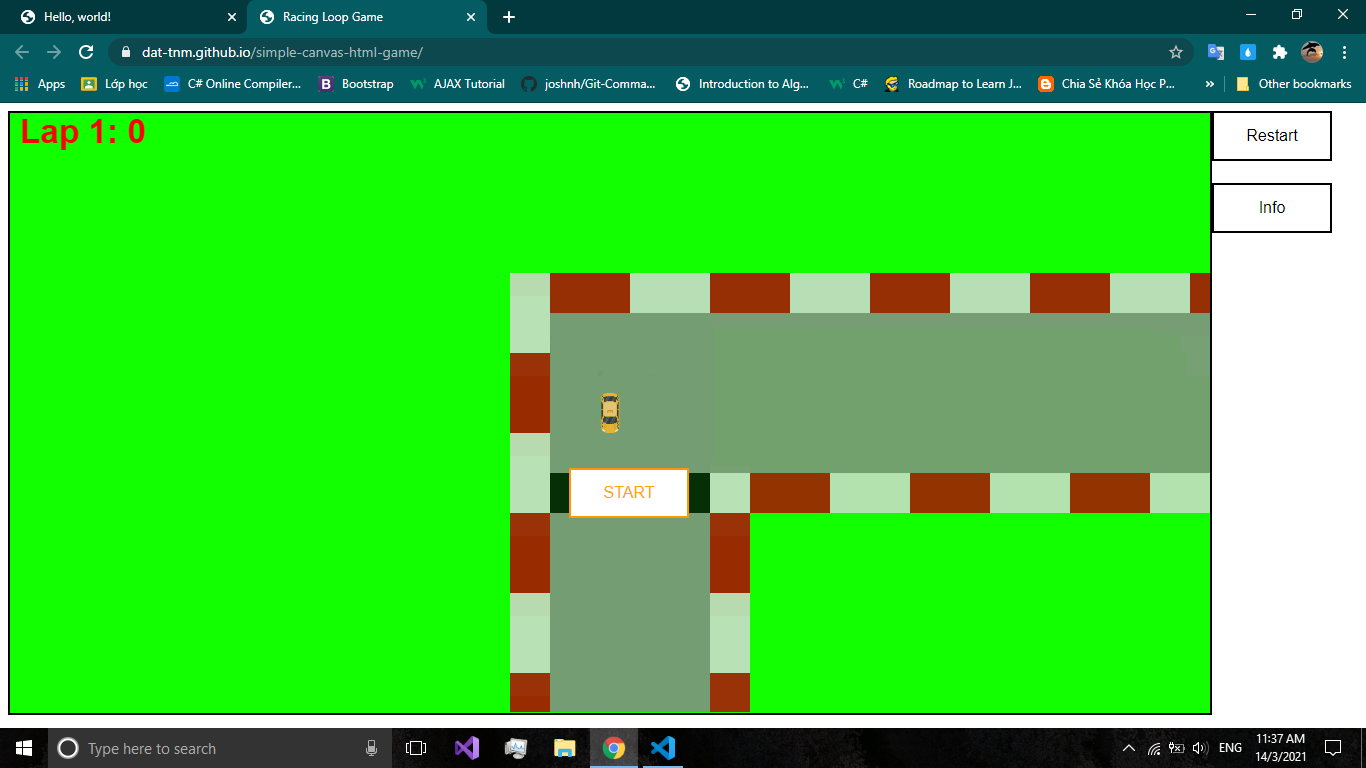 Hello, world!
Racing Loop Game
dat-tnm.github.io/simple-canvas-html-game/
Apps
Lớp học
C# Online Compiler...
Bootstrap
AJAX Tutorial
joshnh/Git-Comma...
Introduction to Alg...
C#
Roadmap to Learn J...
Chia Sẻ Khóa Học P...
»
Other bookmarks
Lap 1: 0
Restart
Info
START
Type here to search
ENG
11:37 AM
14/3/2021